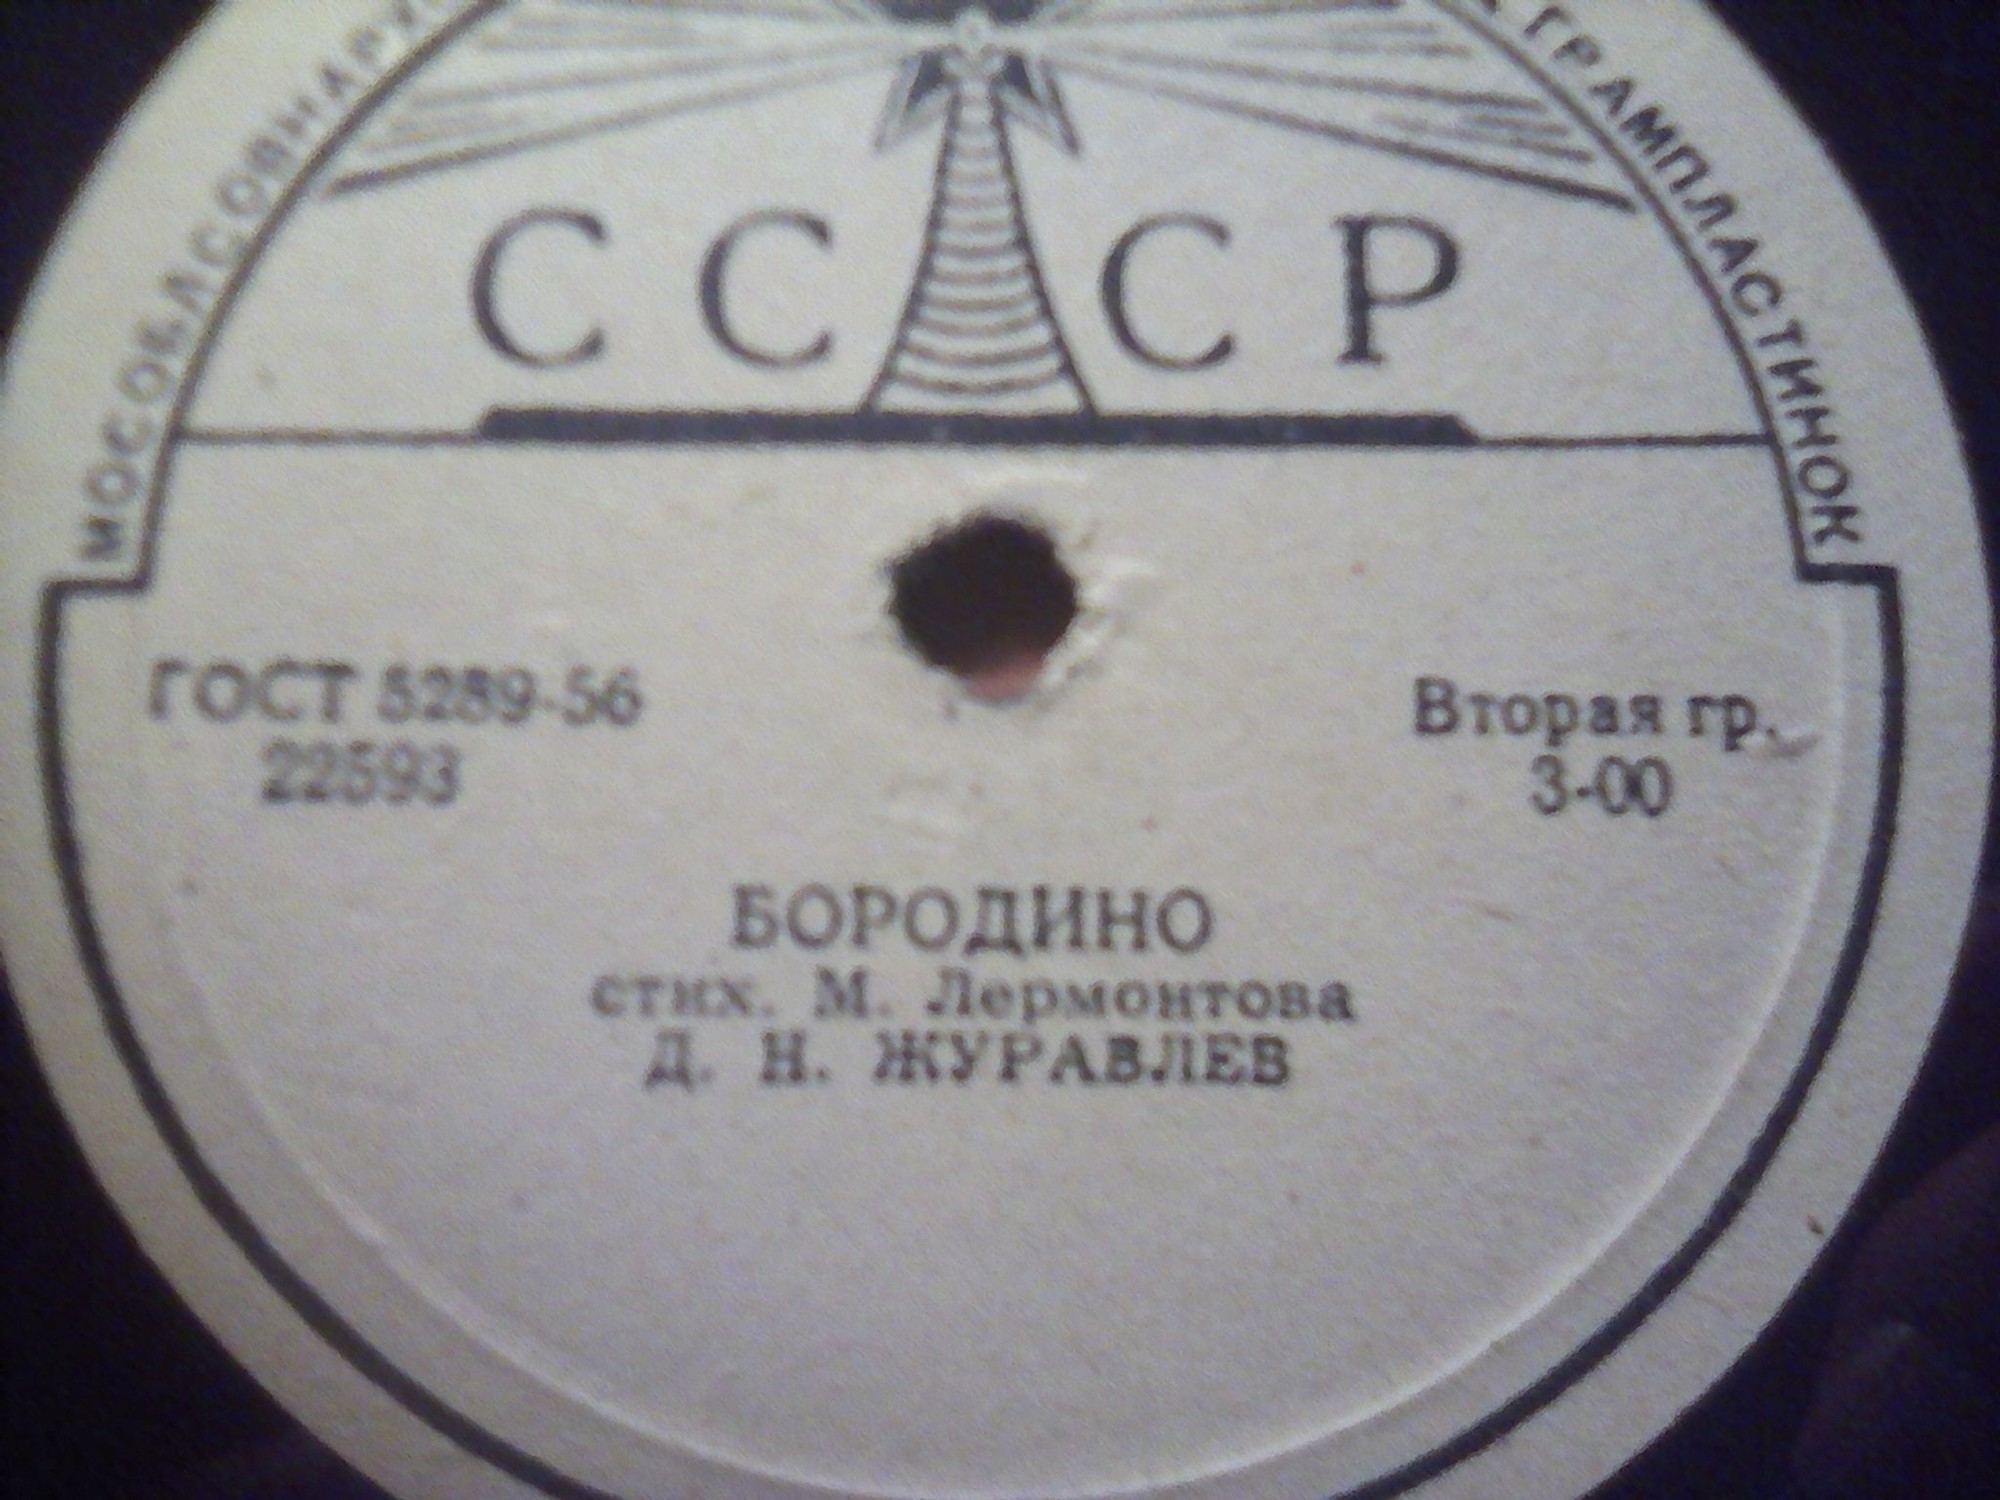 МОСОБЛСОВНАРХ
ГРАМПЛАСТИНОК
СССР
ГОСТ 5289-56
22593
Вторая гр.
3-00
БОРОДИНО
стих. М. Лермонтова
Д. Н. ЖУРАВЛЕВ